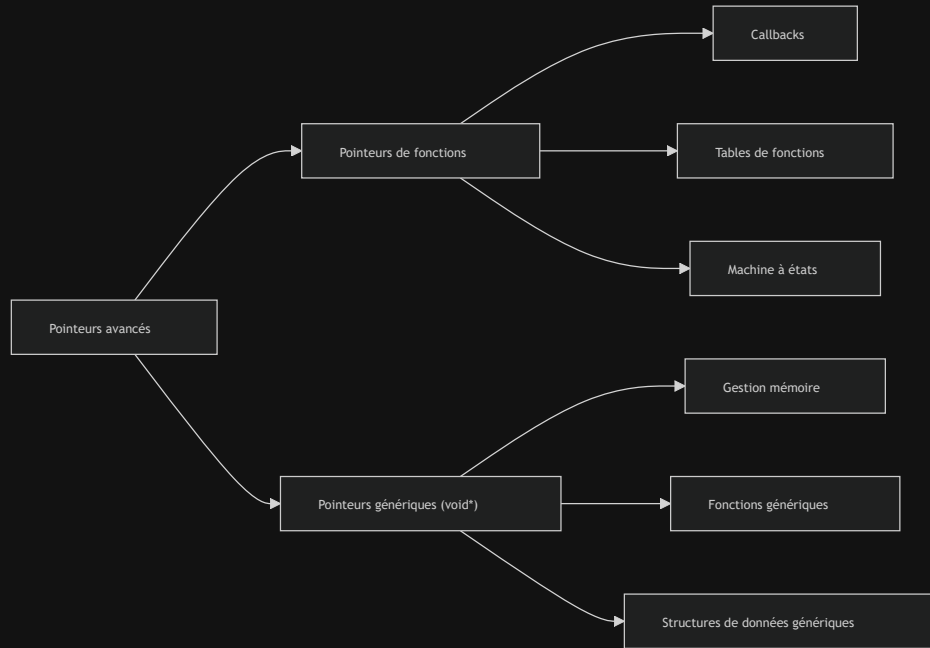 Callbacks
Pointeurs de fonctions
Tables de fonctions
Machine à états
Pointeurs avancés
Gestion mémoire
Pointeurs génériques (void*)
Fonctions génériques
Structures de données génériques